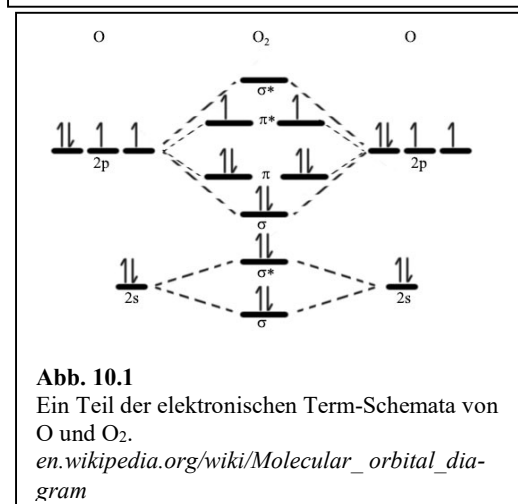 O O₂ O
σ*
π*
2p 2p
π
σ
σ*
2s 2s
σ
Abb. 10.1
Ein Teil der elektronischen Term-Schemata von
O und O₂.
en.wikipedia.org/wiki/Molecular_ orbital_dia-
gram